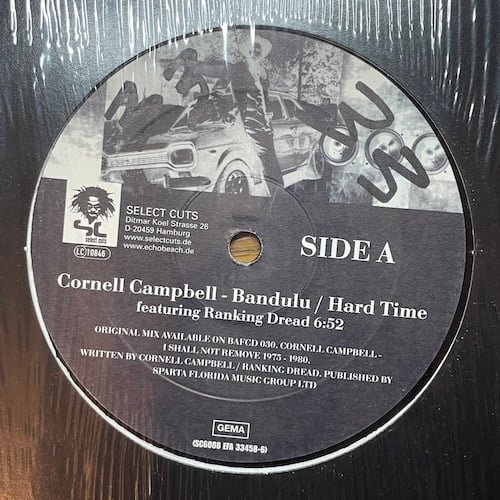 SELECT CUTS
Ditmar Koel Strasse 26
D-20459 Hamburg
www.selectcuts.de
www.echobeach.de
select cuts
LC 10846
SIDE A
Cornell Campbell - Bandulu / Hard Time
featuring Ranking Dread 6:52
ORIGINAL MIX AVAILABLE ON BAFCD 030. CORNELL CAMPBELL -
I SHALL NOT REMOVE 1975 - 1980.
WRITTEN BY CORNELL CAMPBELL / RANKING DREAD. PUBLISHED BY
SPARTA FLORIDA MUSIC GROUP LTD
GEMA
(SC6008 EFA 33458-6)